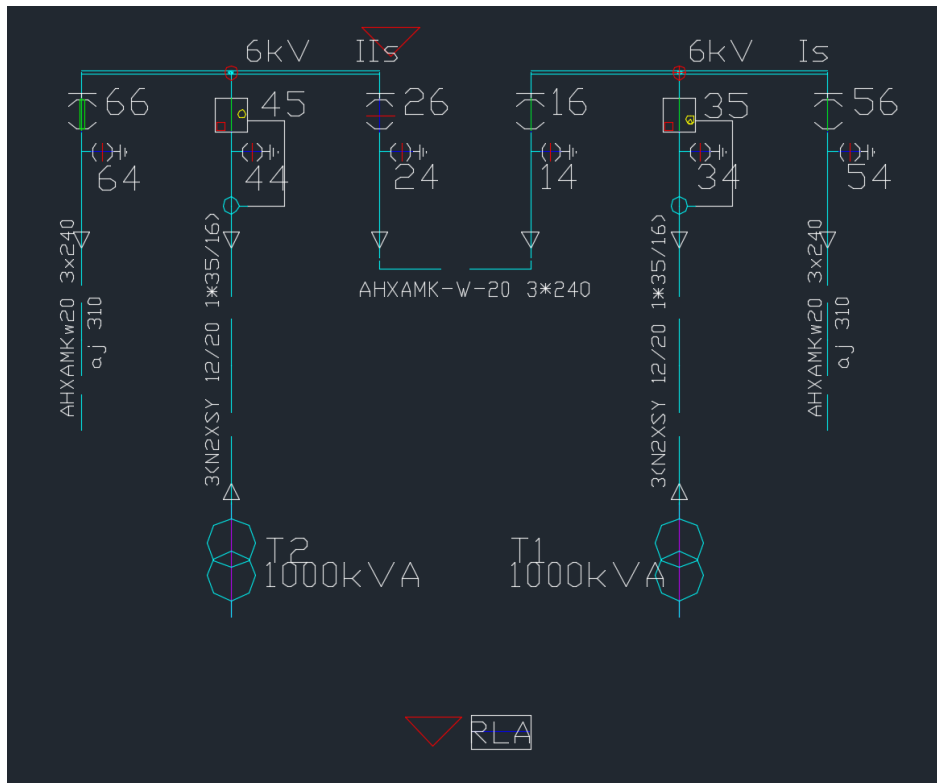 6kV IIs
6kV Is
66
45
26
16
35
56
64
44
24
14
34
54
AHXAMKw20 3x240
aj 310
3(N2XSY 12/20 1*35/16)
AHXAMK-W-20 3*240
3(N2XSY 12/20 1*35/16)
AHXAMKw20 3x240
aj 310
T2
1000kVA
T1
1000kVA
RLA